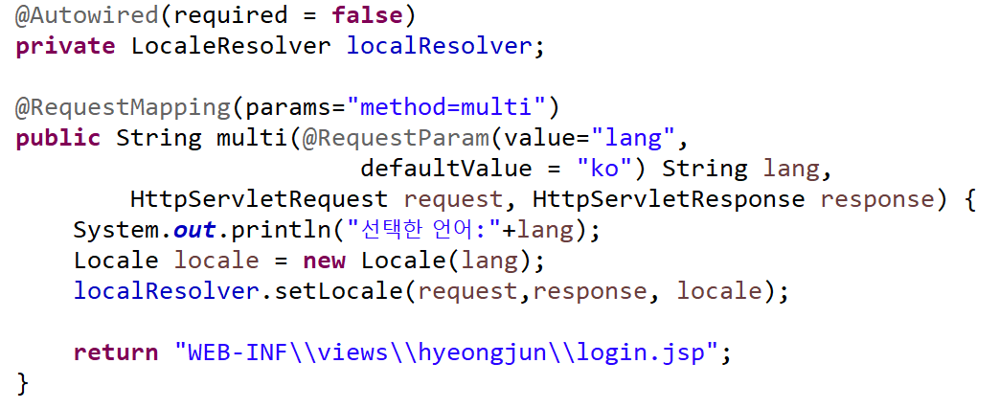 @Autowired(required = false)
private LocaleResolver localResolver;
@RequestMapping(params="method=multi")
public String multi(@RequestParam(value="lang",
defaultValue = "ko") String lang,
HttpServletRequest request, HttpServletResponse response) {
System.out.println("선택한 언어:"+lang);
Locale locale = new Locale(lang);
localResolver.setLocale(request,response, locale);
return "WEB-INF\\views\\hyeongjun\\login.jsp";
}